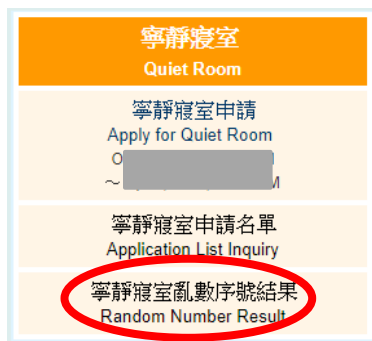 寧靜寢室
Quiet Room
寧靜寢室申請
Apply for Quiet Room
～
寧靜寢室申請名單
Application List Inquiry
寧靜寢室亂數序號結果
Random Number Result